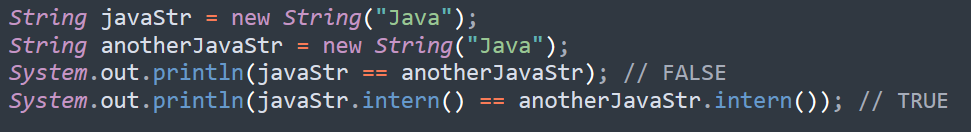 String javaStr = new String("Java");
String anotherJavaStr = new String("Java");
System.out.println(javaStr == anotherJavaStr); // FALSE
System.out.println(javaStr.intern() == anotherJavaStr.intern()); // TRUE